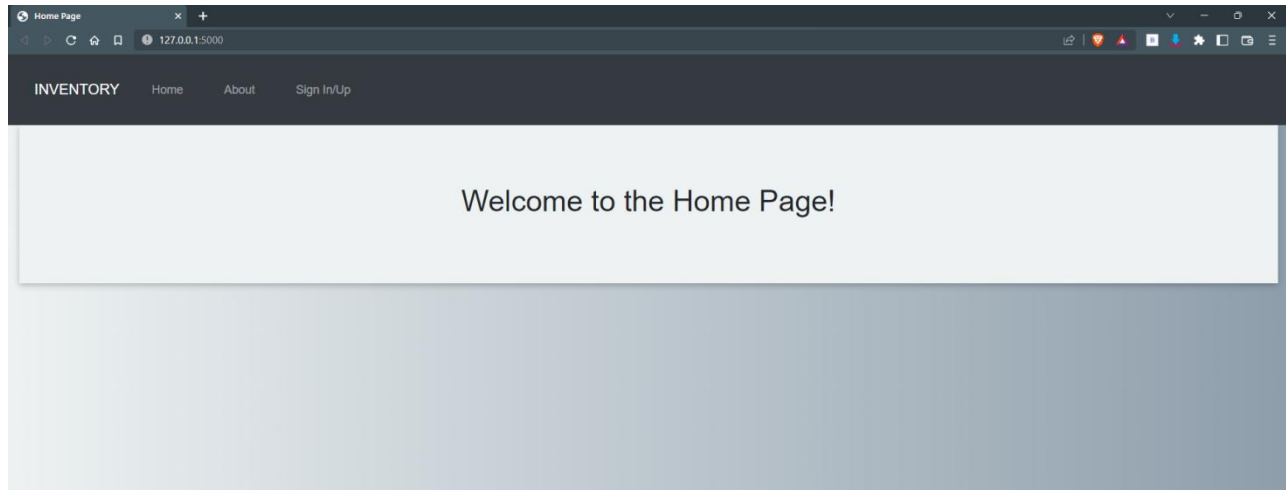 Home Page
127.0.0.1:5000
INVENTORY Home About Sign In/Up
Welcome to the Home Page!